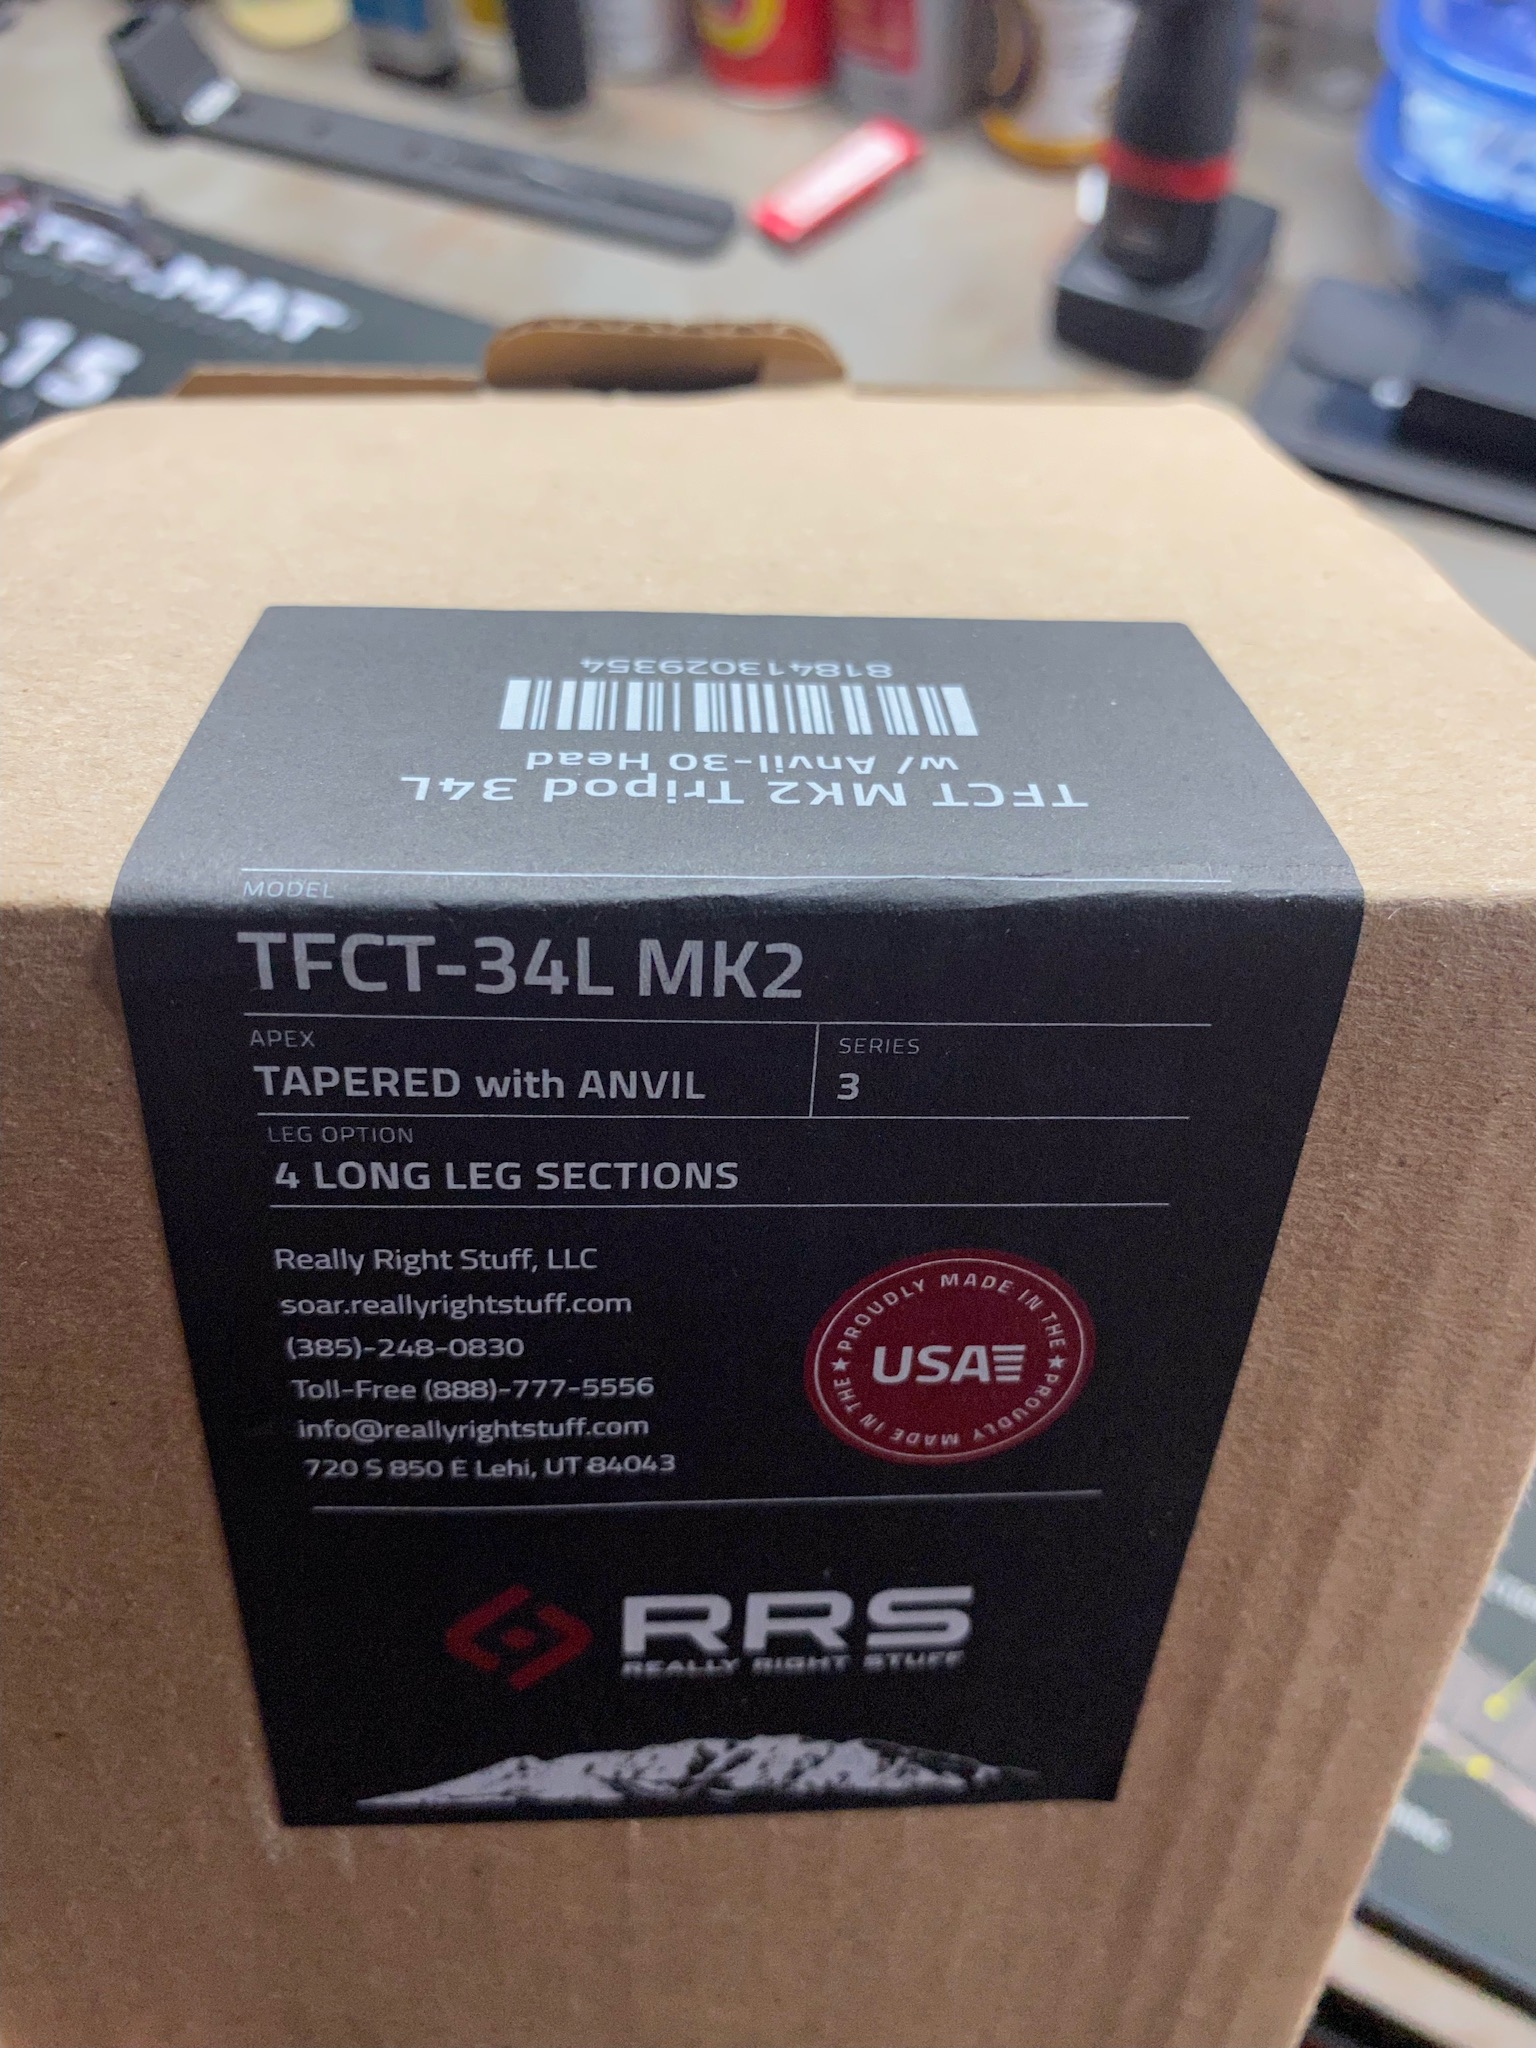 TPI.MAT
15
818413029354
w/ Anvil-30 Head
TFCT MK2 Tripod 34L
MODEL
TFCT-34L MK2
APEX
TAPERED with ANVIL
SERIES
3
LEG OPTION
4 LONG LEG SECTIONS
Really Right Stuff, LLC
soar.reallyrightstuff.com
(385)-248-0830
Toll-Free (888)-777-5556
info@reallyrightstuff.com
720 S 850 E Lehi, UT 84043
★ PROUDLY MADE IN THE ★ PROUDLY MADE IN THE
USA
RRS
REALLY RIGHT STUFF